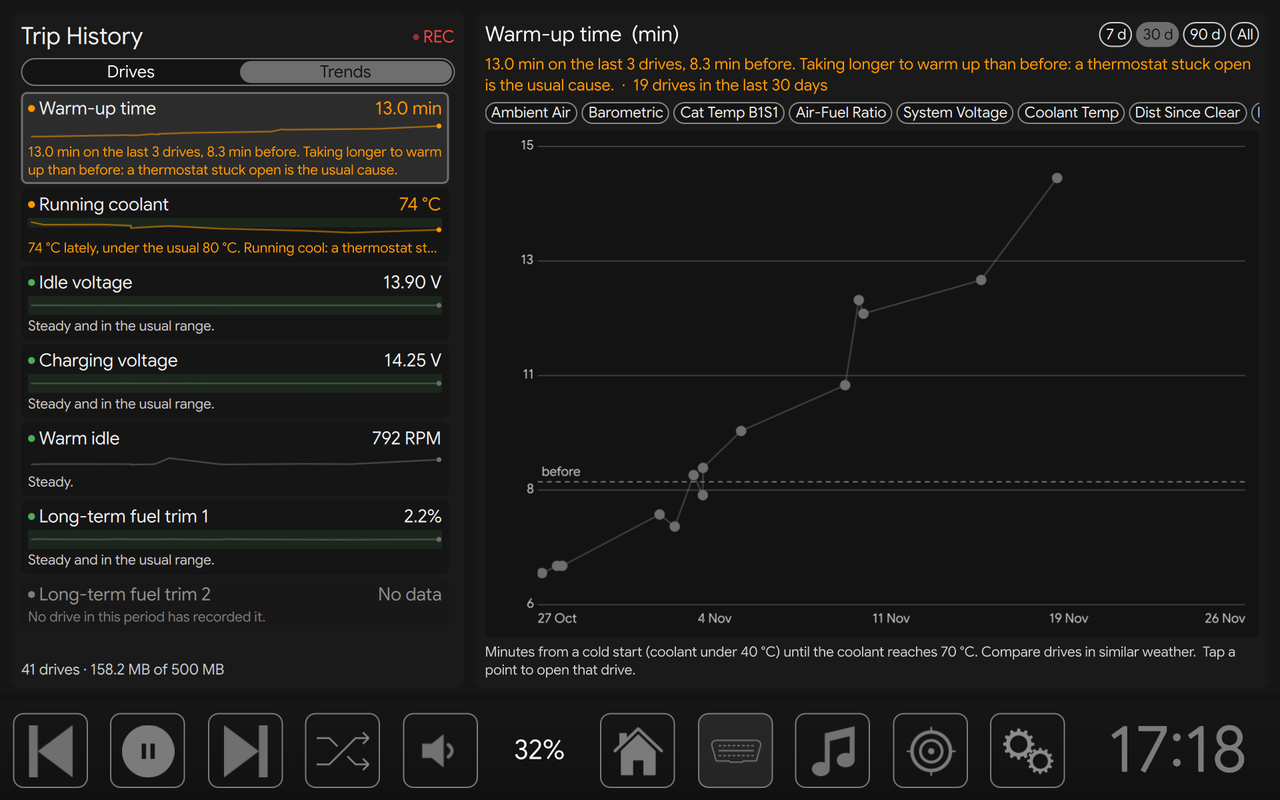 Trip History
REC
Drives
Trends
Warm-up time
13.0 min
13.0 min on the last 3 drives, 8.3 min before. Taking longer to warm
up than before: a thermostat stuck open is the usual cause.
Running coolant
74 °C
74 °C lately, under the usual 80 °C. Running cool: a thermostat st...
Idle voltage
13.90 V
Steady and in the usual range.
Charging voltage
14.25 V
Steady and in the usual range.
Warm idle
792 RPM
Steady.
Long-term fuel trim 1
2.2%
Steady and in the usual range.
Long-term fuel trim 2
No data
No drive in this period has recorded it.
41 drives · 158.2 MB of 500 MB
Warm-up time (min)
7 d
30 d
90 d
All
13.0 min on the last 3 drives, 8.3 min before. Taking longer to warm up than before: a thermostat stuck open
is the usual cause. · 19 drives in the last 30 days
Ambient Air
Barometric
Cat Temp B1S1
Air-Fuel Ratio
System Voltage
Coolant Temp
Dist Since Clear
15
13
11
before
8
6
27 Oct
4 Nov
11 Nov
19 Nov
26 Nov
Minutes from a cold start (coolant under 40 °C) until the coolant reaches 70 °C. Compare drives in similar weather. Tap a
point to open that drive.
32%
17:18